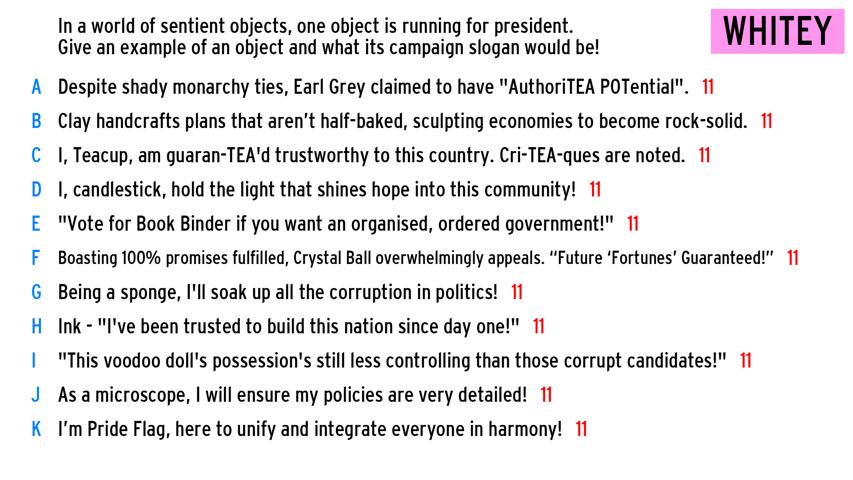 In a world of sentient objects, one object is running for president.
Give an example of an object and what its campaign slogan would be!
WHITEY
A Despite shady monarchy ties, Earl Grey claimed to have "AuthoriTEA POTential". 11
B Clay handcrafts plans that aren't half-baked, sculpting economies to become rock-solid. 11
C I, Teacup, am guaran-TEA'd trustworthy to this country. Cri-TEA-ques are noted. 11
D I, candlestick, hold the light that shines hope into this community! 11
E "Vote for Book Binder if you want an organised, ordered government!" 11
F Boasting 100% promises fulfilled, Crystal Ball overwhelmingly appeals. “Future ‘Fortunes’ Guaranteed!” 11
G Being a sponge, I'll soak up all the corruption in politics! 11
H Ink - "I've been trusted to build this nation since day one!" 11
I "This voodoo doll's possession's still less controlling than those corrupt candidates!" 11
J As a microscope, I will ensure my policies are very detailed! 11
K I’m Pride Flag, here to unify and integrate everyone in harmony! 11